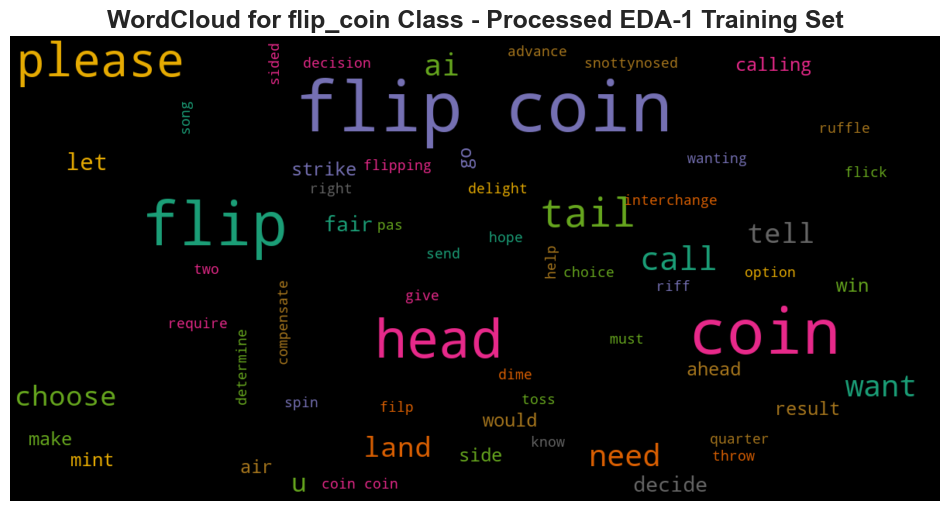 WordCloud for flip_coin Class - Processed EDA-1 Training Set
please
sided
decision
ai
advance
snottynosed
calling
flip coin
song
ruffle
let
strike
flipping
go
wanting
flick
right
delight
interchange
flip
fair
pas
tail
tell
hope
call
send
help
two
choice
option
riff
win
give
compensate
require
head
coin
determine
must
dime
ahead
want
choose
spin
filp
toss
would
result
make
know
quarter
mint
air
land
side
need
throw
u
coin coin
decide